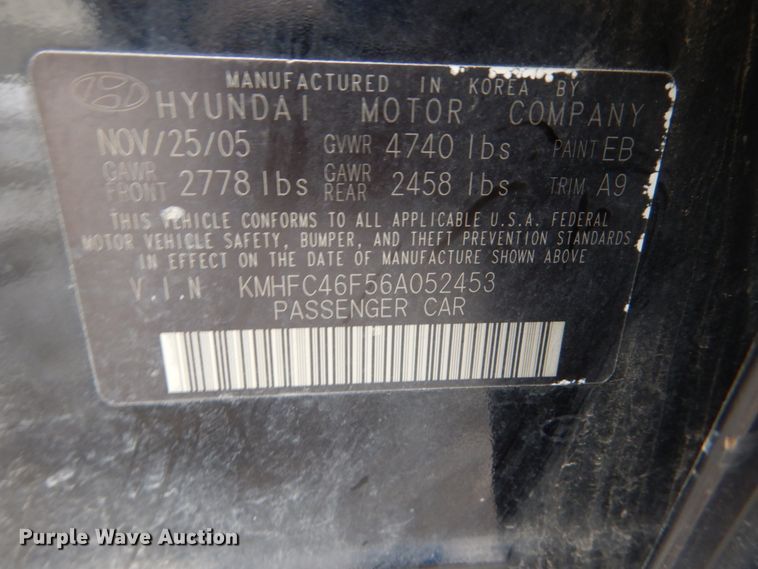 MANUFACTURED IN KOREA BY
HYUNDAI MOTOR COMPANY
NOV/25/05 GVWR 4740 lbs PAINT EB
GAWR FRONT 2778 lbs GAWR REAR 2458 lbs TRIM A9
THIS VEHICLE CONFORMS TO ALL APPLICABLE U.S.A. FEDERAL
MOTOR VEHICLE SAFETY, BUMPER, AND THEFT PREVENTION STANDARDS
IN EFFECT ON THE DATE OF MANUFACTURE SHOWN ABOVE
V.I.N KMHFC46F56A052453
PASSENGER CAR
Purple Wave Auction